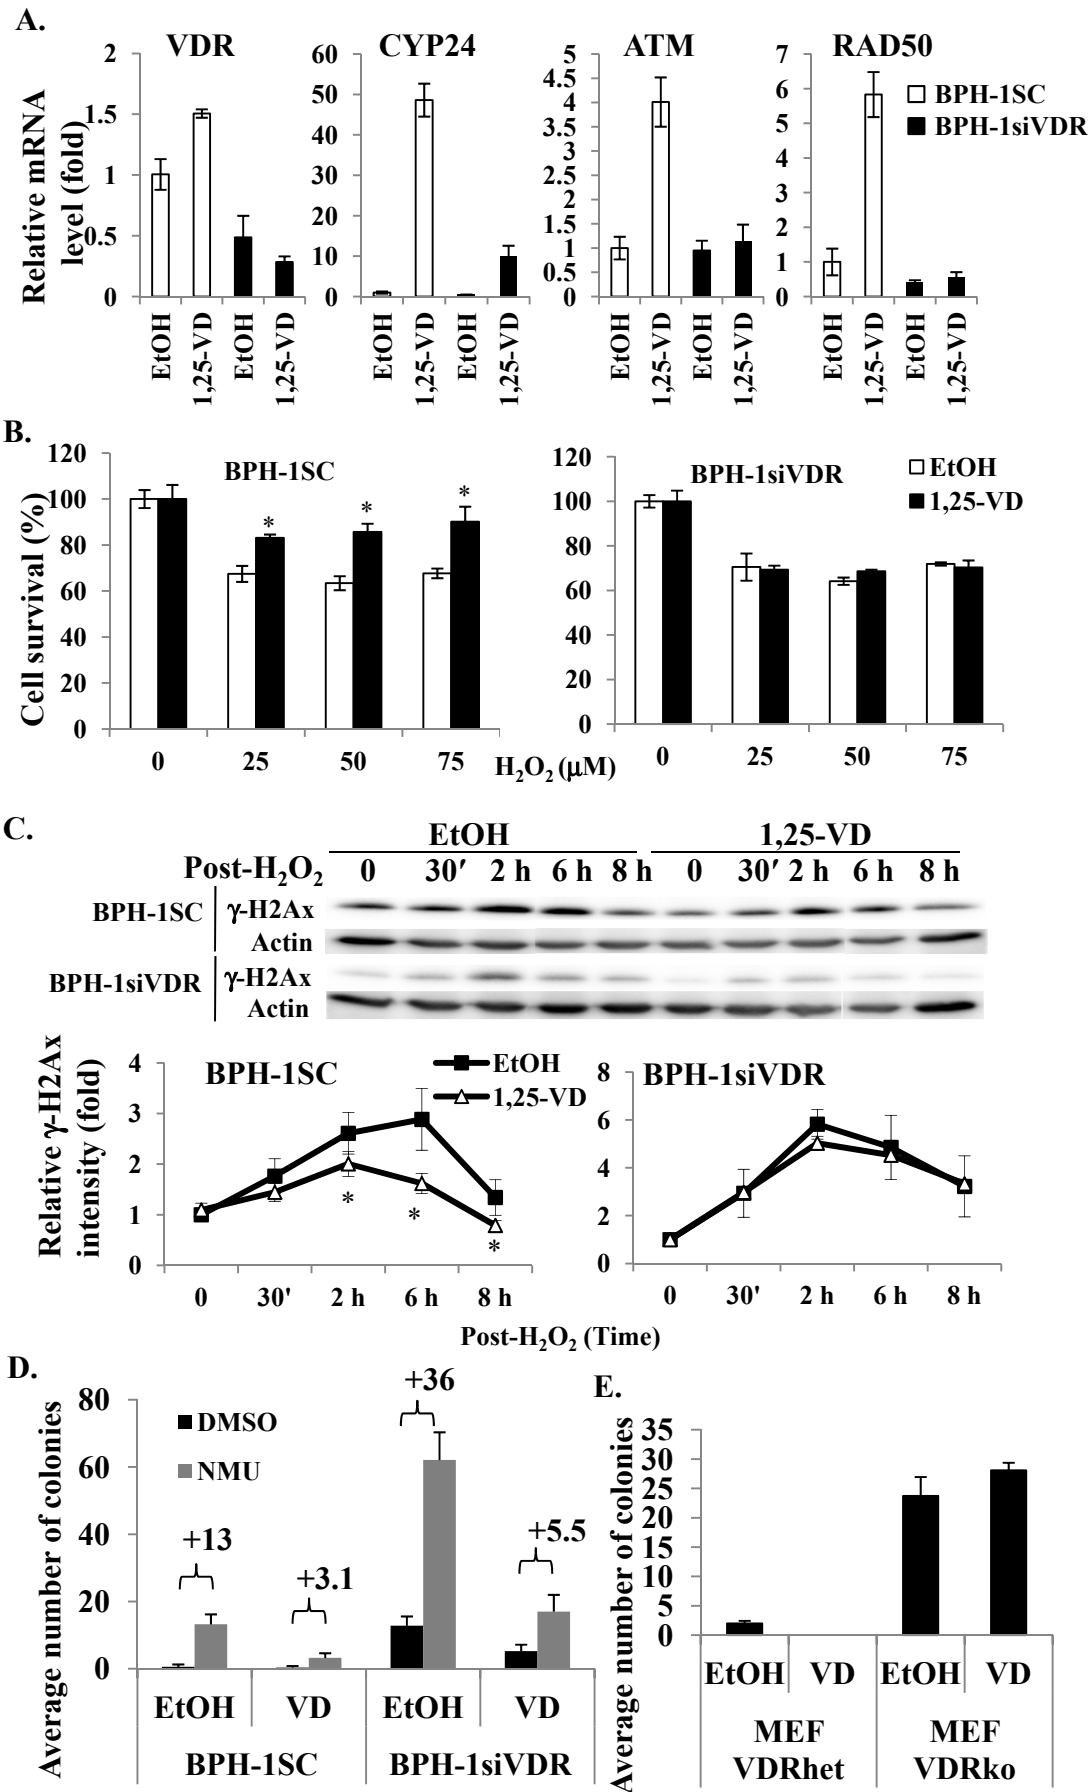 A.
VDR
CYP24
ATM
RAD50
Relative mRNA level (fold)
2
1.5
1
0.5
0
60
50
40
30
20
10
0
5
4.5
4
3.5
3
2.5
2
1.5
1
0.5
0
7
6
5
4
3
2
1
0
BPH-1SC
BPH-1siVDR
EtOH 1,25-VD EtOH 1,25-VD
EtOH 1,25-VD EtOH 1,25-VD
EtOH 1,25-VD EtOH 1,25-VD
EtOH 1,25-VD EtOH 1,25-VD
B.
Cell survival (%)
120
100
80
60
40
20
0
BPH-1SC
* * *
0 25 50 75
H₂O₂ (μM)
120
100
80
60
40
20
0
BPH-1siVDR
EtOH
1,25-VD
0 25 50 75
C.
EtOH 1,25-VD
Post-H₂O₂ 0 30′ 2 h 6 h 8 h 0 30′ 2 h 6 h 8 h
BPH-1SC γ-H2Ax
Actin
BPH-1siVDR γ-H2Ax
Actin
Relative γ-H2Ax intensity (fold)
4
3
2
1
0
BPH-1SC
EtOH
1,25-VD
* * *
0 30' 2 h 6 h 8 h
8
6
4
2
0
BPH-1siVDR
0 30' 2 h 6 h 8 h
Post-H₂O₂ (Time)
D.
Average number of colonies
80
60
40
20
0
DMSO
NMU
+13
+3.1
+36
+5.5
EtOH VD EtOH VD
BPH-1SC BPH-1siVDR
E.
Average number of colonies
35
30
25
20
15
10
5
0
EtOH VD EtOH VD
MEF VDRhet
MEF VDRko